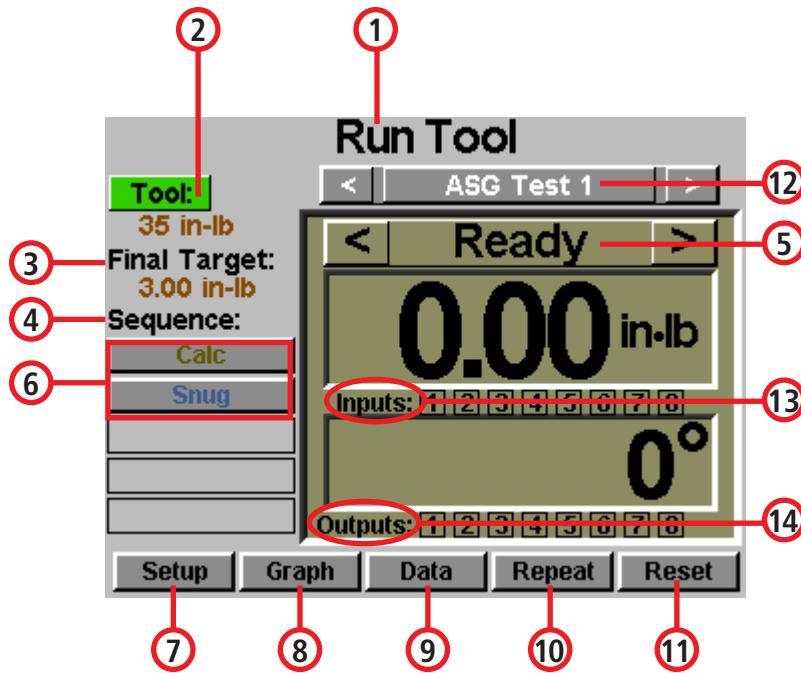 1
2
Run Tool
Tool:
< ASG Test 1 >
12
35 in-lb
< Ready >
5
3
Final Target:
3.00 in-lb
4
Sequence:
0.00 in•lb
Calc
6
Snug
Inputs: 1 2 3 4 5 6 7 8
13
0°
Outputs: 1 2 3 4 5 6 7 8
14
Setup Graph Data Repeat Reset
7 8 9 10 11